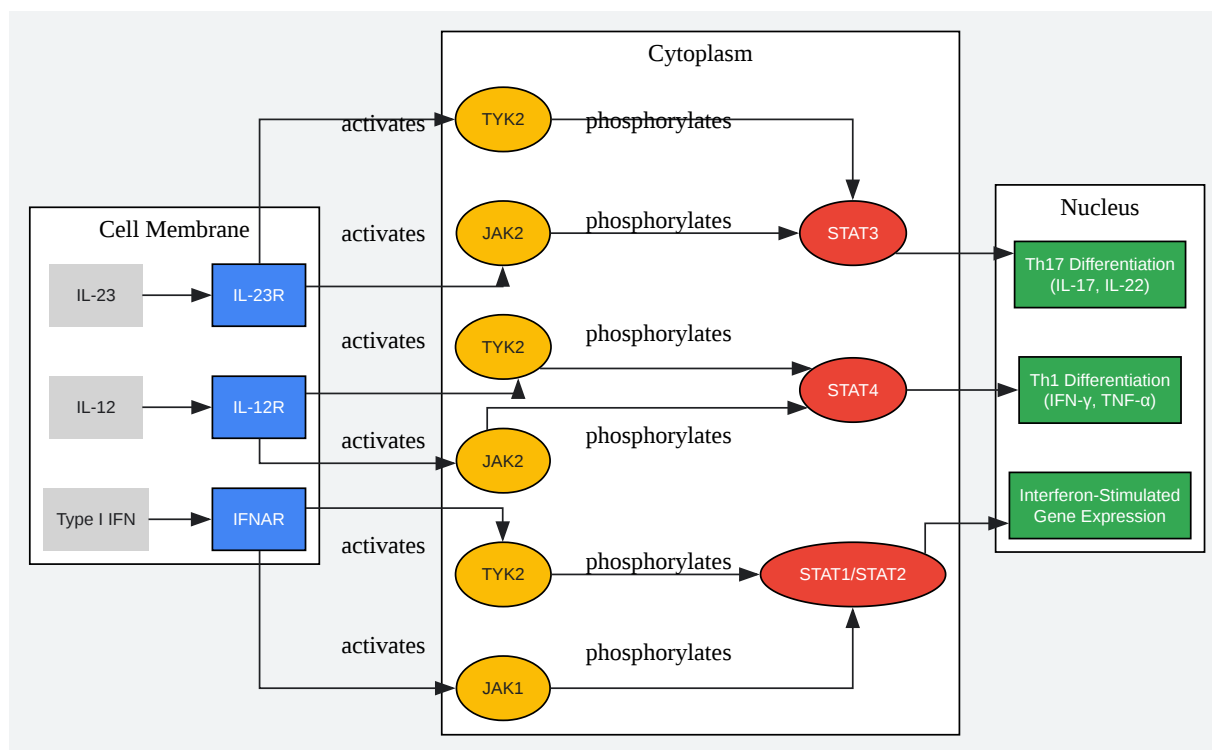 Cytoplasm
activates
TYK2
phosphorylates
Cell Membrane
activates
JAK2
phosphorylates
STAT3
Nucleus
IL-23
IL-23R
Th17 Differentiation
(IL-17, IL-22)
activates
TYK2
phosphorylates
IL-12
IL-12R
STAT4
Th1 Differentiation
(IFN-γ, TNF-α)
activates
JAK2
phosphorylates
Type I IFN
IFNAR
Interferon-Stimulated
Gene Expression
activates
TYK2
phosphorylates
STAT1/STAT2
activates
JAK1
phosphorylates